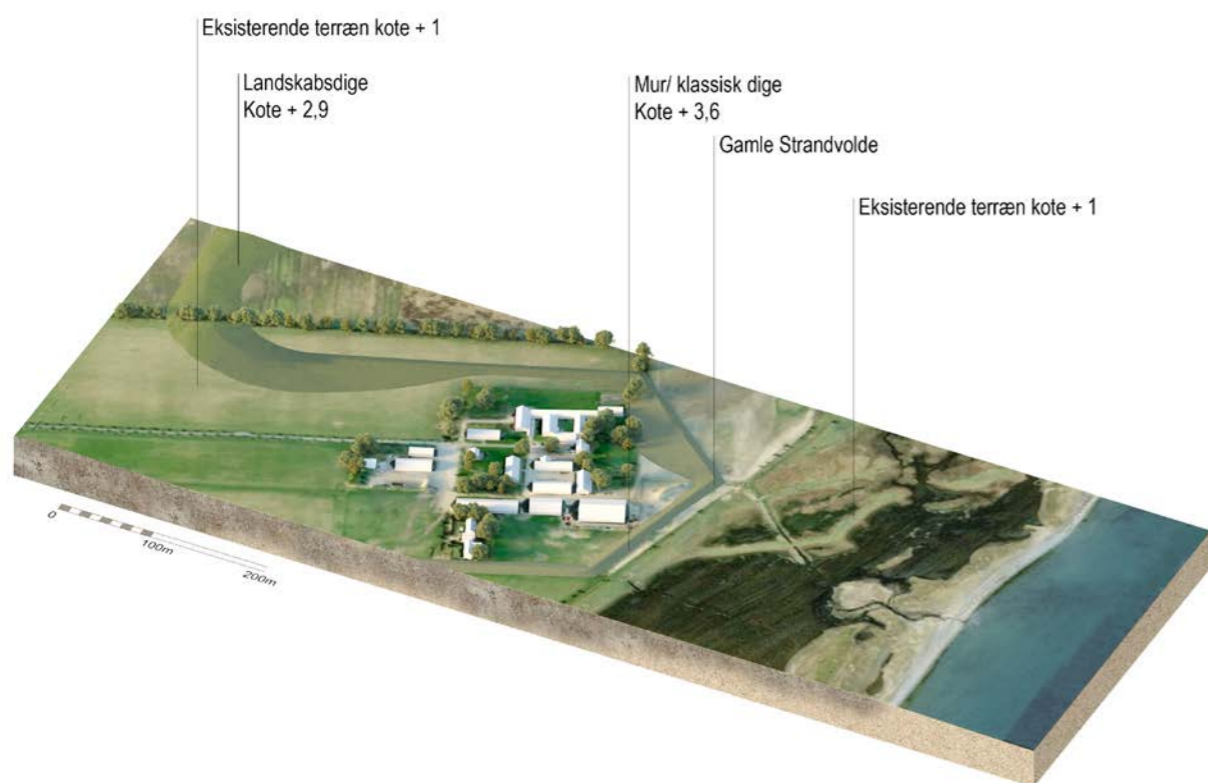 Eksisterende terræn kote + 1
Landskabsdige
Kote + 2,9
Mur/ klassisk dige
Kote + 3,6
Gamle Strandvolde
Eksisterende terræn kote + 1
0
100m
200m